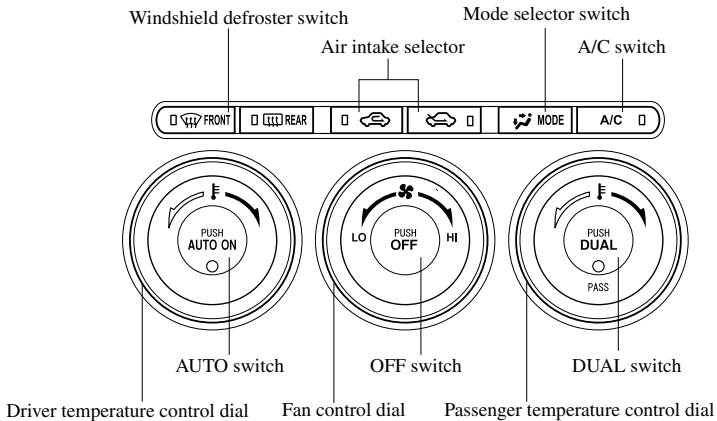 Windshield defroster switch
Mode selector switch
Air intake selector
A/C switch
FRONT
REAR
MODE
A/C
PUSH
AUTO ON
LO
PUSH
OFF
HI
PUSH
DUAL
PASS
AUTO switch
OFF switch
DUAL switch
Driver temperature control dial
Fan control dial
Passenger temperature control dial